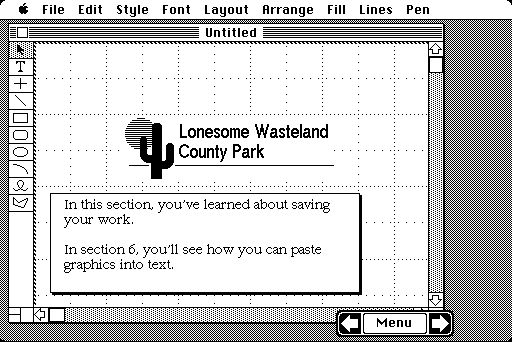 File Edit Style Font Layout Arrange Fill Lines Pen
Untitled
T
Lonesome Wasteland
County Park
In this section, you've learned about saving
your work.
In section 6, you'll see how you can paste
graphics into text.
Menu